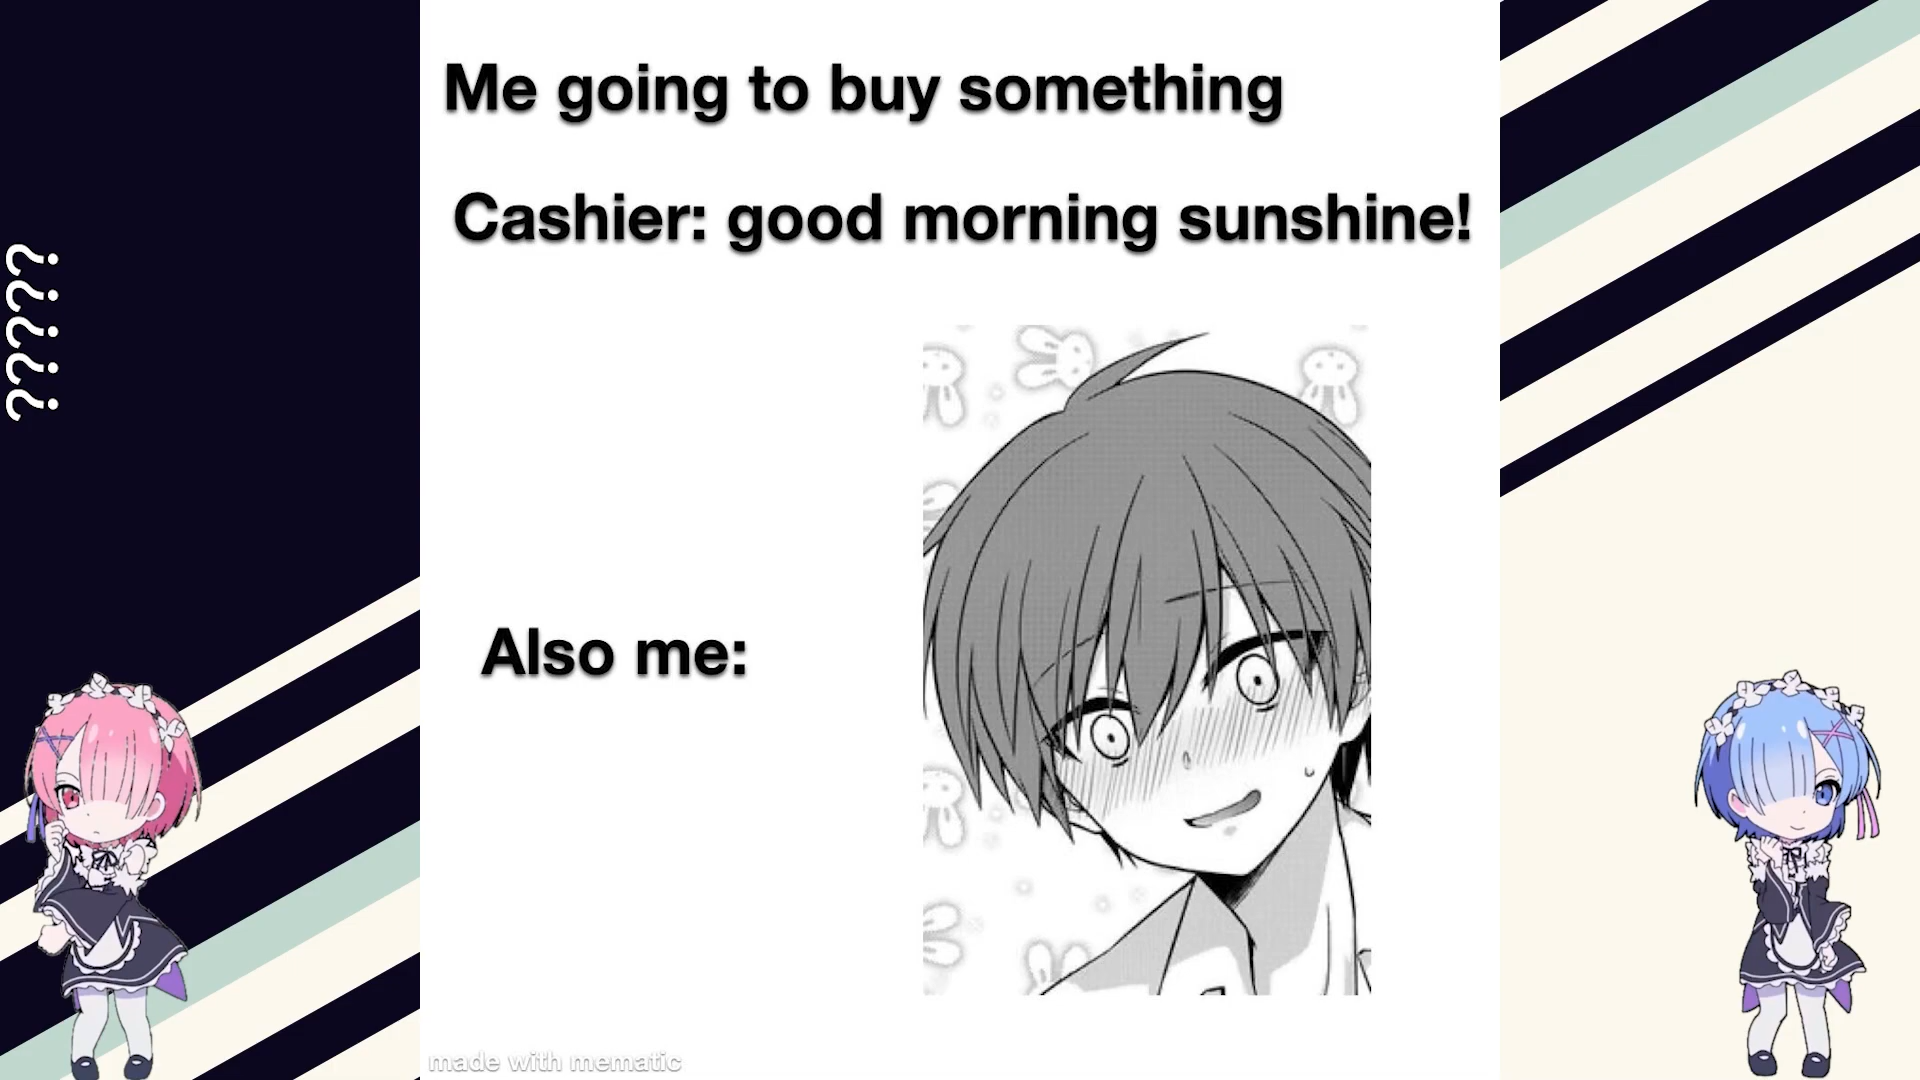 Me going to buy something
Cashier: good morning sunshine!
¿¿¿¿¿
Also me:
made with mematic